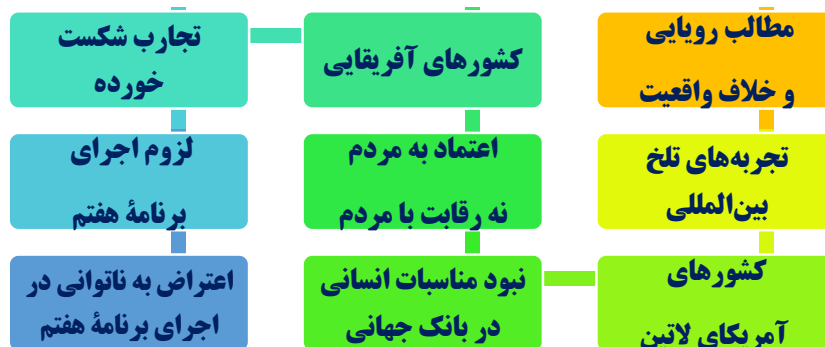 مطالب رویایی
و خلاف واقعیت
تجربه‌های تلخ
بین‌المللی
کشورهای
آمریکای لاتین
نبود مناسبات انسانی
در بانک جهانی
اعتماد به مردم
نه رقابت با مردم
کشورهای آفریقایی
تجارب شکست
خورده
لزوم اجرای
برنامهٔ هفتم
اعتراض به ناتوانی در
اجرای برنامهٔ هفتم